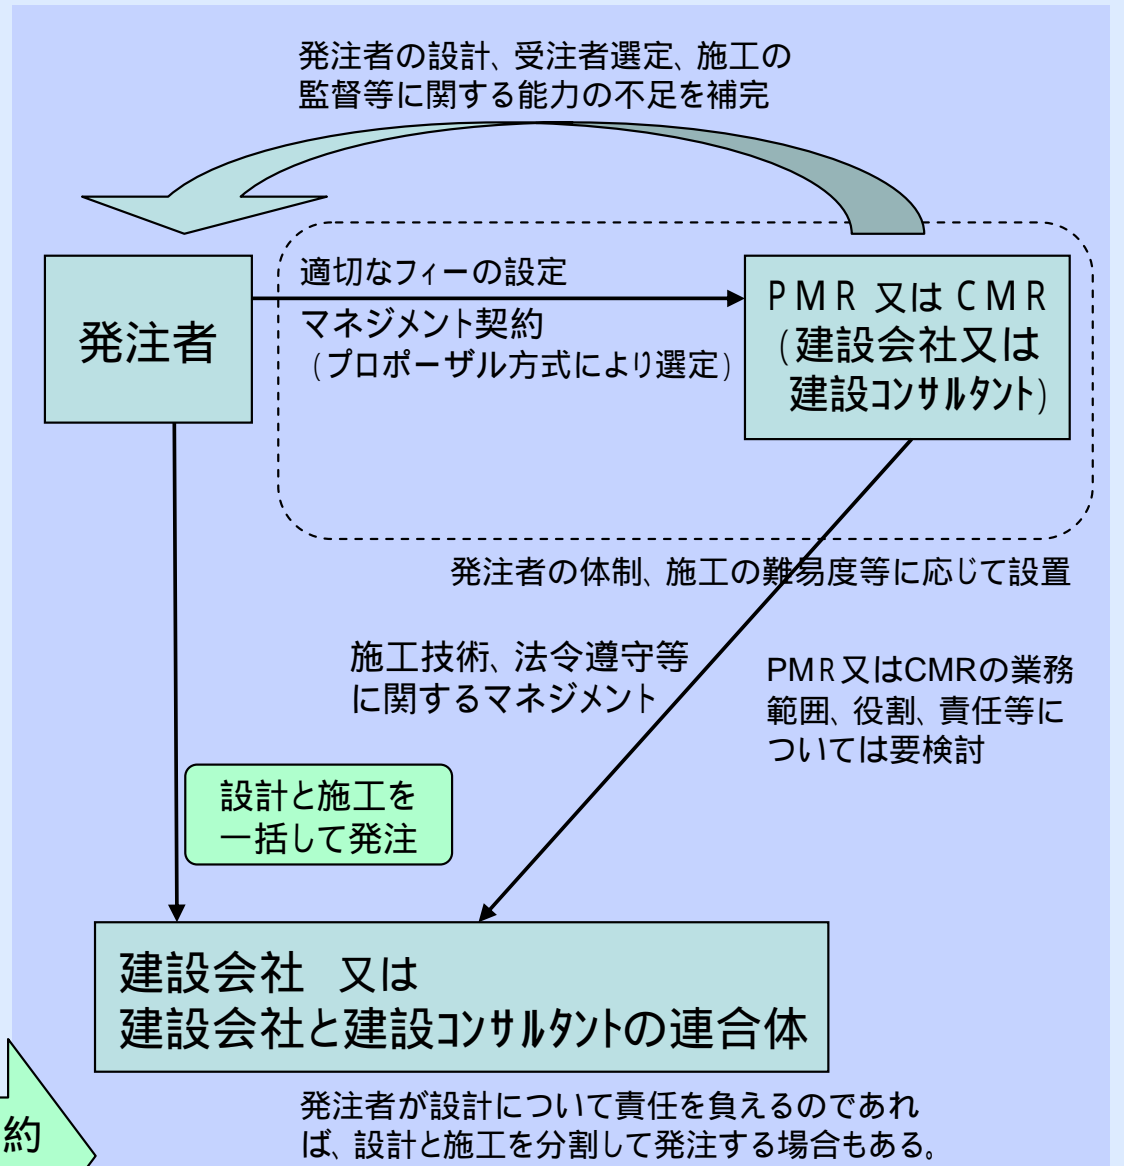 発注者の設計、受注者選定、施工の
監督等に関する能力の不足を補完
発注者
適切なフィーの設定
マネジメント契約
(プロポーザル方式により選定)
PMR 又は CMR
(建設会社又は
建設コンサルタント)
発注者の体制、施工の難易度等に応じて設置
施工技術、法令遵守等
に関するマネジメント
PMR又はCMRの業務
範囲、役割、責任等に
ついては要検討
設計と施工を
一括して発注
建設会社 又は
建設会社と建設コンサルタントの連合体
約
発注者が設計について責任を負えるのであれ
ば、設計と施工を分割して発注する場合もある。